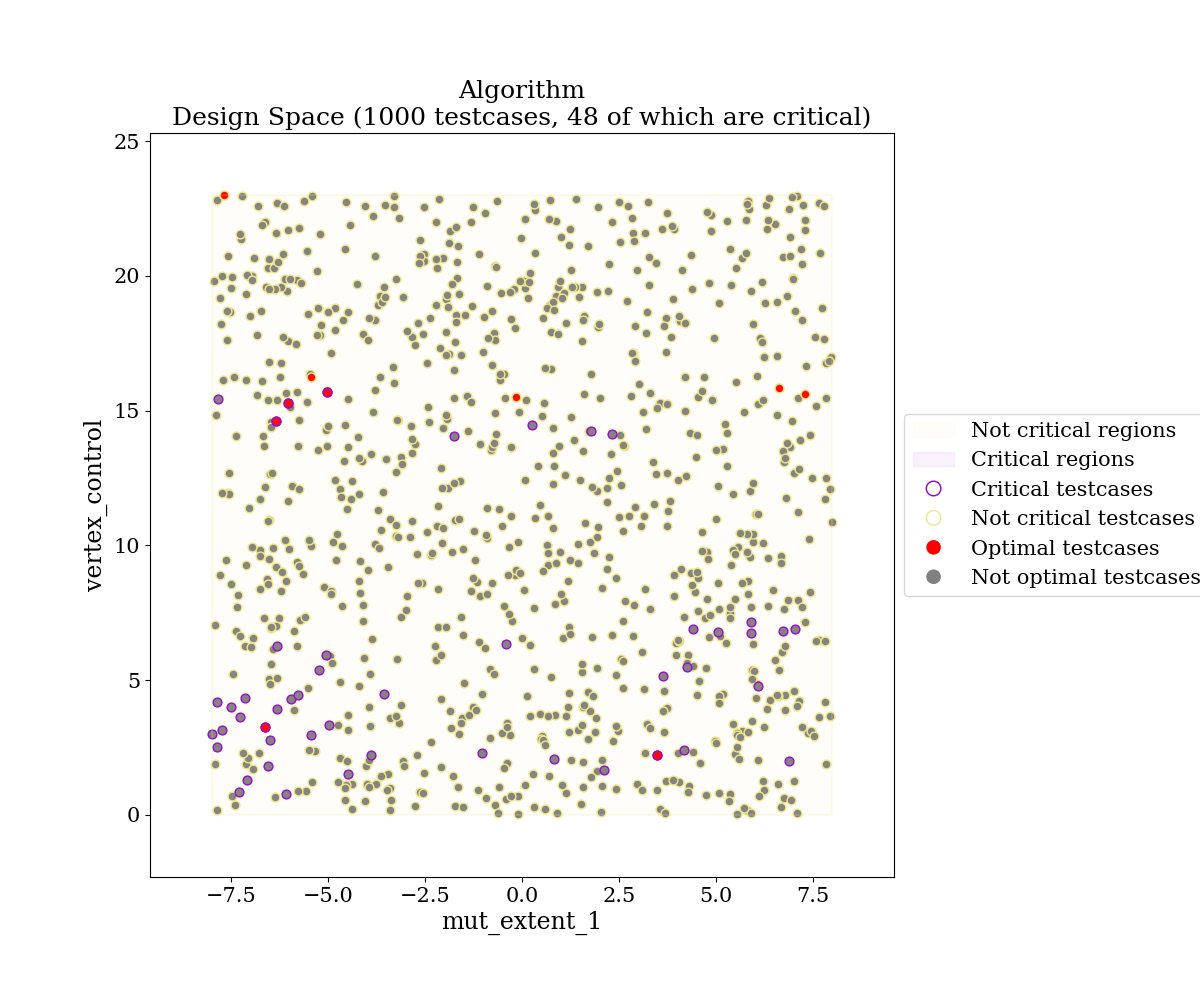 Algorithm
Design Space (1000 testcases, 48 of which are critical)
25
20
15
10
5
0
vertex_control
−7.5
−5.0
−2.5
0.0
2.5
5.0
7.5
mut_extent_1
Not critical regions
Critical regions
Critical testcases
Not critical testcases
Optimal testcases
Not optimal testcases